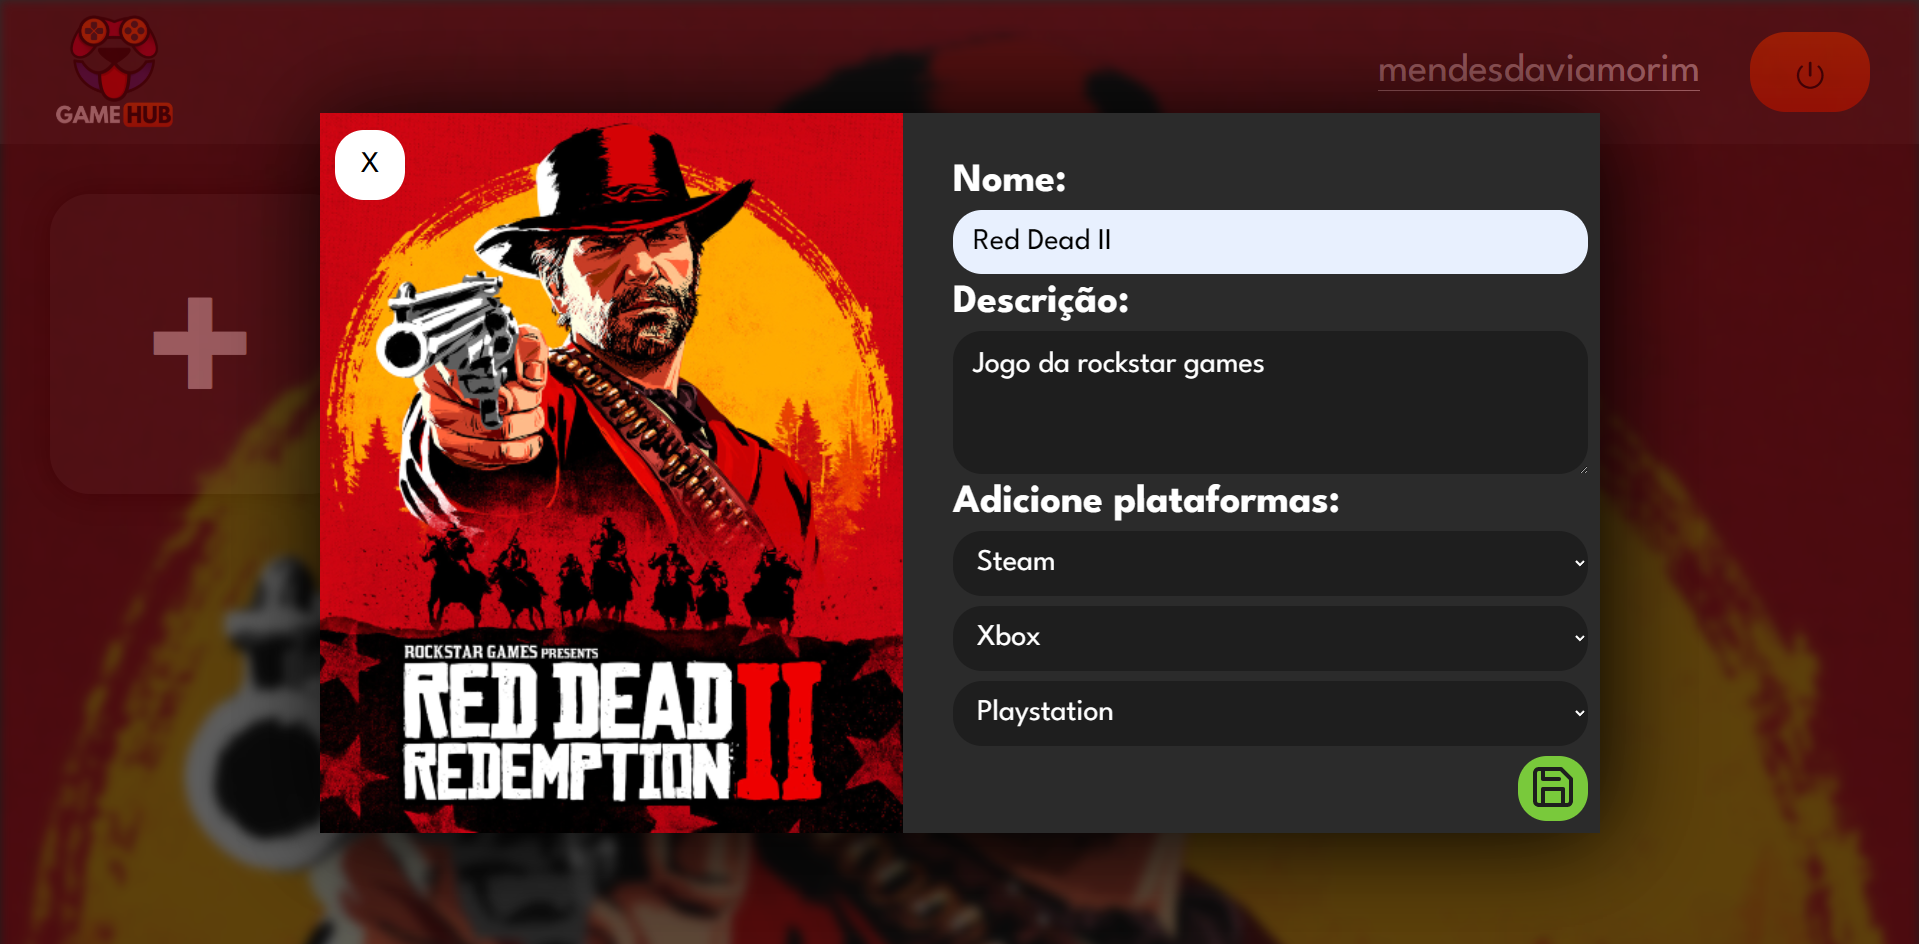 GAME HUB
mendesdaviamorim
X
ROCKSTAR GAMES PRESENTS
RED DEAD
REDEMPTION II
Nome:
Red Dead II
Descrição:
Jogo da rockstar games
Adicione plataformas:
Steam
Xbox
Playstation